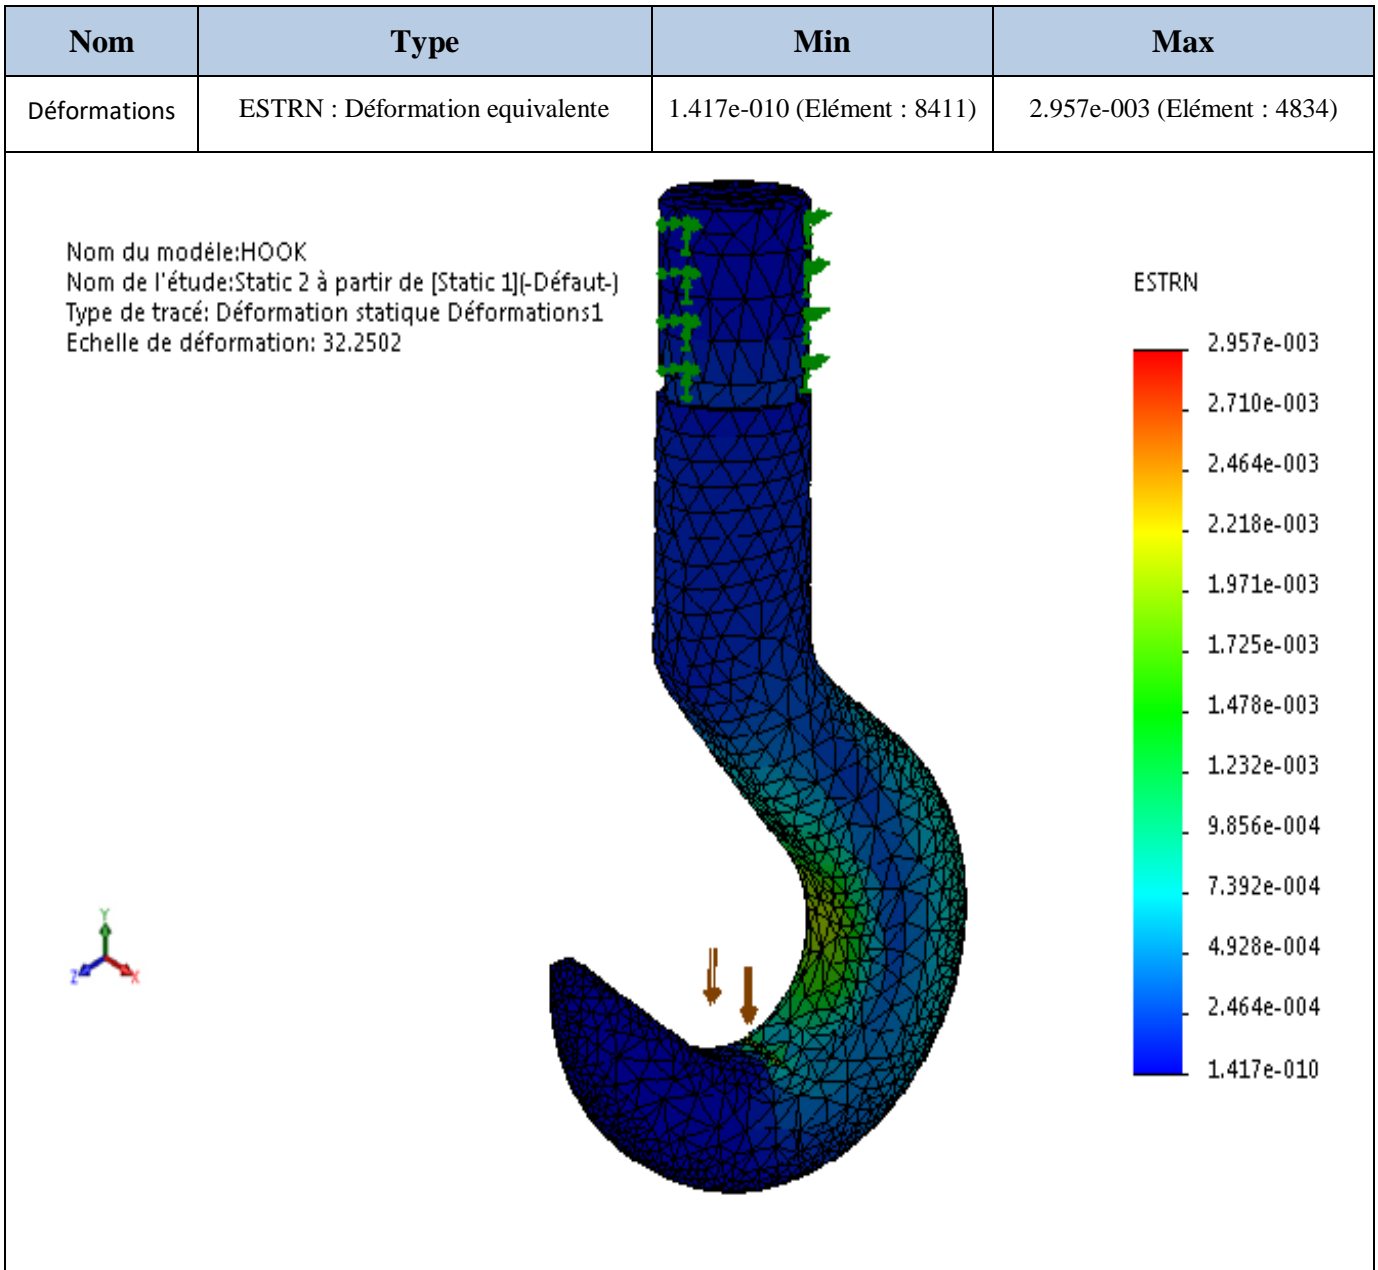 Nom Type Min Max
Déformations ESTRN : Déformation equivalente 1.417e-010 (Elément : 8411) 2.957e-003 (Elément : 4834)
Nom du modèle:HOOK
Nom de l'étude:Static 2 à partir de [Static 1](-Défaut-)
Type de tracé: Déformation statique Déformations1
Echelle de déformation: 32.2502
ESTRN
2.957e-003
2.710e-003
2.464e-003
2.218e-003
1.971e-003
1.725e-003
1.478e-003
1.232e-003
9.856e-004
7.392e-004
4.928e-004
2.464e-004
1.417e-010
Y
Z
X